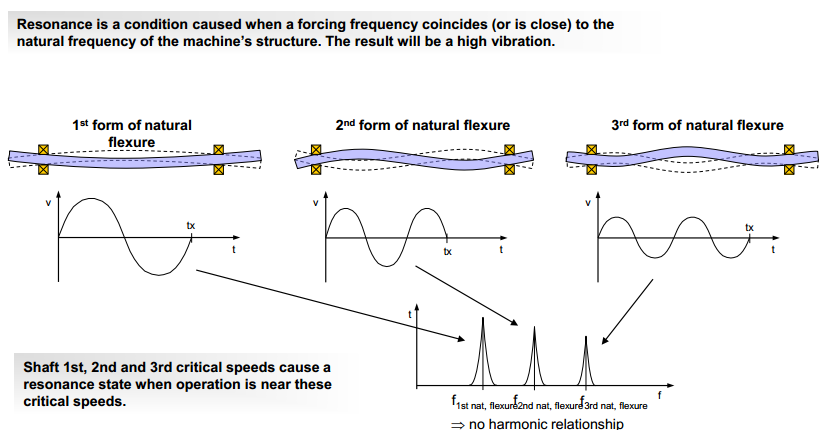 Resonance is a condition caused when a forcing frequency coincides (or is close) to the
natural frequency of the machine's structure. The result will be a high vibration.
1st form of natural
flexure
2nd form of natural flexure
3rd form of natural flexure
v
tx
t
v
tx
t
v
tx
t
t
Shaft 1st, 2nd and 3rd critical speeds cause a
resonance state when operation is near these
critical speeds.
f1st nat, flexure
f2nd nat, flexure
f3rd nat, flexure
f
⇒ no harmonic relationship